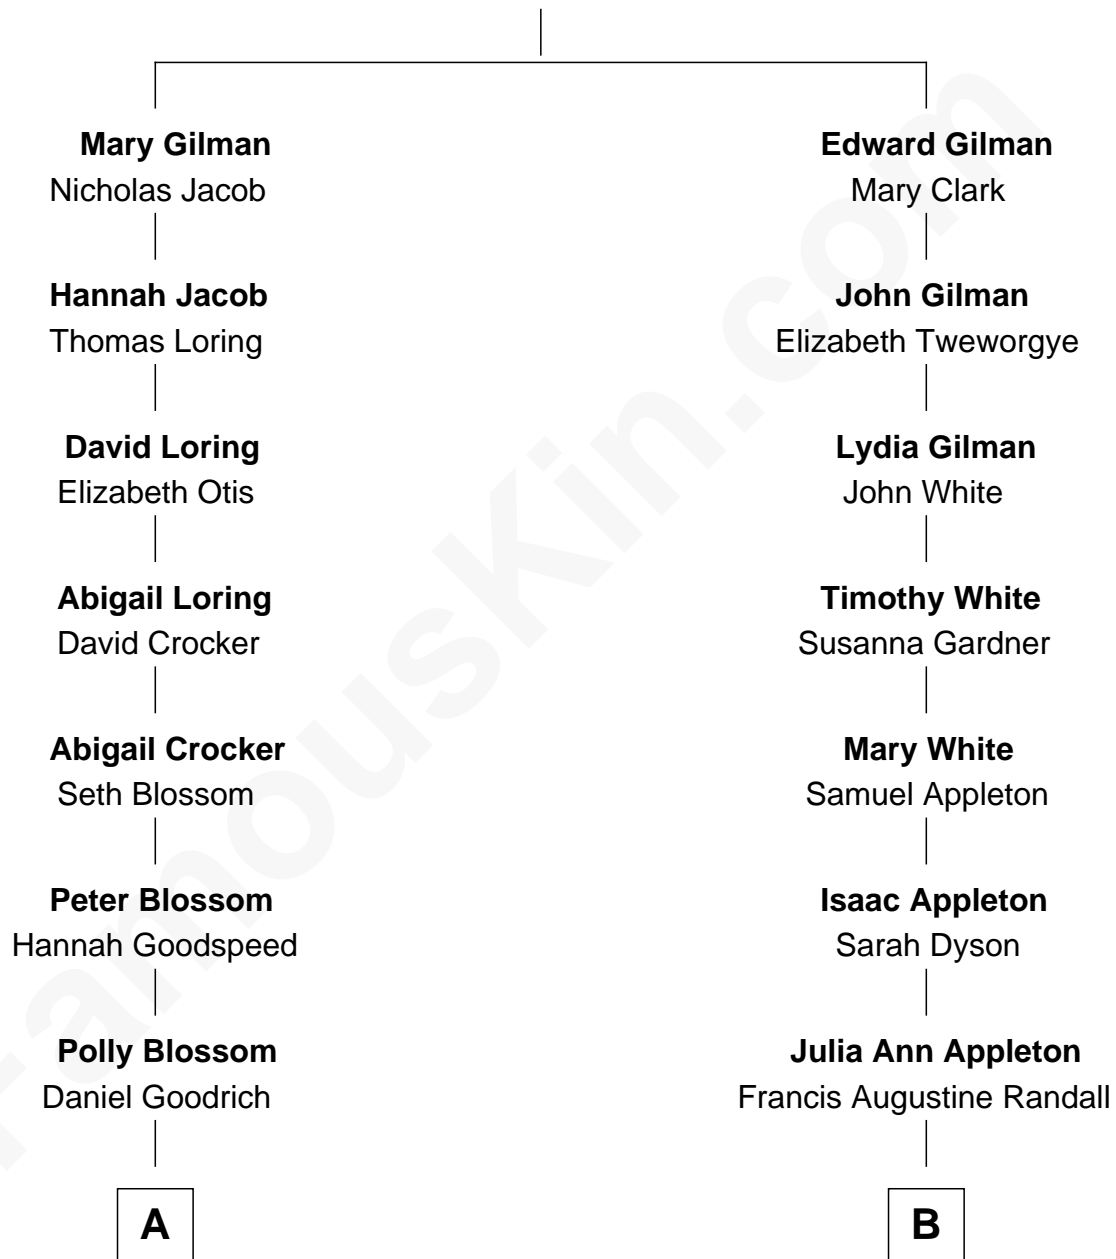 Mary Gilman
Nicholas Jacob
Hannah Jacob
Thomas Loring
David Loring
Elizabeth Otis
Abigail Loring
David Crocker
Abigail Crocker
Seth Blossom
Peter Blossom
Hannah Goodspeed
Polly Blossom
Daniel Goodrich
A
Edward Gilman
Mary Clark
John Gilman
Elizabeth Tweworgye
Lydia Gilman
John White
Timothy White
Susanna Gardner
Mary White
Samuel Appleton
Isaac Appleton
Sarah Dyson
Julia Ann Appleton
Francis Augustine Randall
B
FamousKin.com